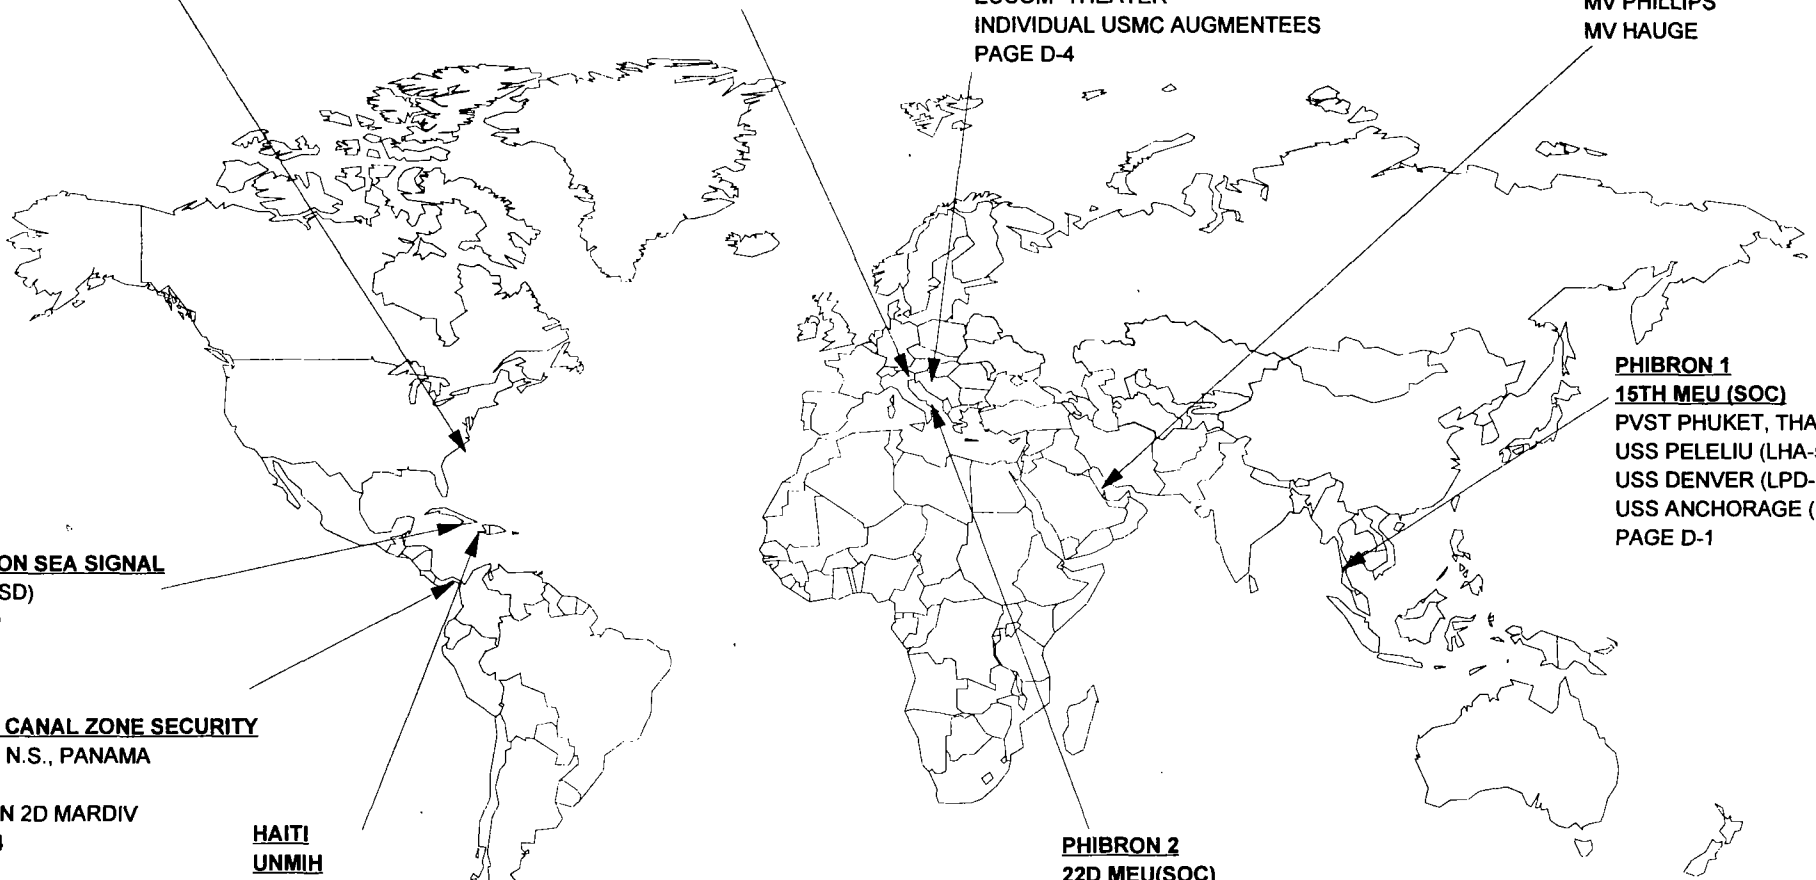 INDIVIDUAL USMC AUGMENTEES
PAGE D-4
MV PHILLIPS
MV HAUGE
PHIBRON 1
15TH MEU (SOC)
PVST PHUKET, THA
USS PELELIU (LHA-
USS DENVER (LPD-
USS ANCHORAGE (
PAGE D-1
ON SEA SIGNAL
SD)
CANAL ZONE SECURITY
N.S., PANAMA
N 2D MARDIV
HAITI
UNMIH
PHIBRON 2
22D MEU(SOC)